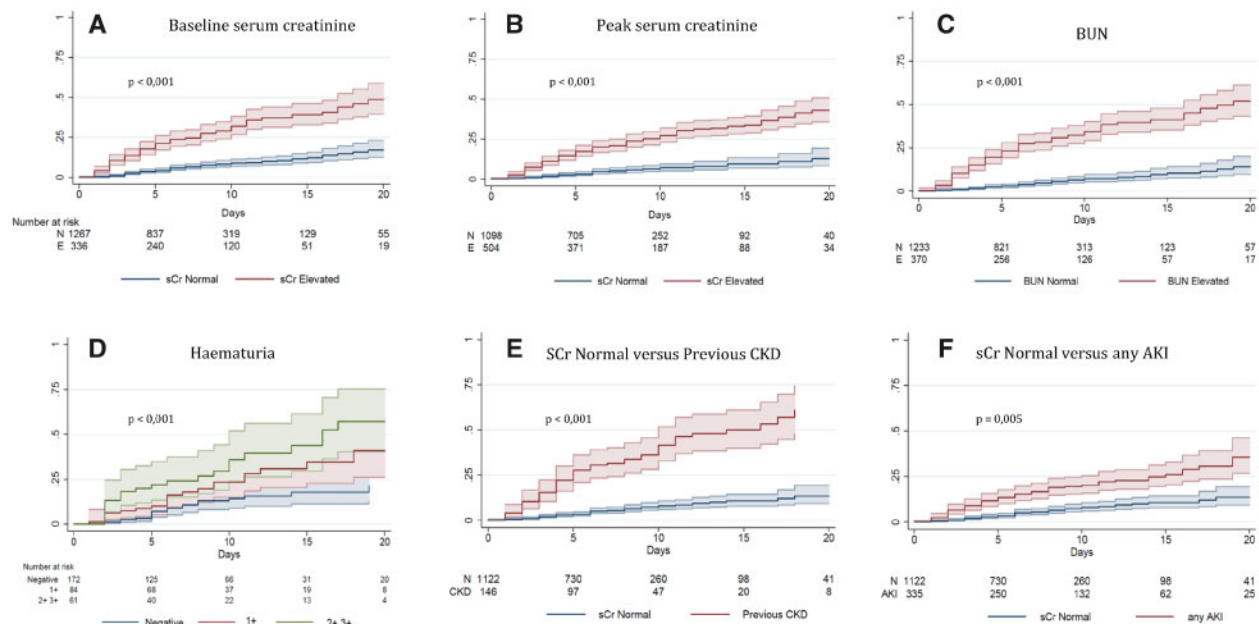 A Baseline serum creatinine
1
.75
p < 0,001
.5
.25
0
0 5 10 15 20
Days
Number at risk
N 1267 837 319 129 55
E 336 240 120 51 19
sCr Normal sCr Elevated
B Peak serum creatinine
1
.75
p < 0,001
.5
.25
0
0 5 10 15 20
Days
N 1098 705 252 92 40
E 504 371 187 88 34
sCr Normal sCr Elevated
C BUN
1
.75
p < 0,001
.5
.25
0
0 5 10 15 20
Days
N 1233 821 313 123 57
E 370 256 126 57 17
BUN Normal BUN Elevated
D Haematuria
1
.75
p < 0,001
.5
.25
0
0 5 10 15 20
Days
Number at risk
Negative 172 125 66 31 20
1+ 84 68 37 19 8
2+ 3+ 61 40 22 13 4
Negative 1+ 2+ 3+
E SCr Normal versus Previous CKD
1
.75
p < 0,001
.5
.25
0
0 5 10 15 20
Days
N 1122 730 260 98 41
CKD 146 97 47 20 8
sCr Normal Previous CKD
F sCr Normal versus any AKI
1
.75
p = 0,005
.5
.25
0
0 5 10 15 20
Days
N 1122 730 260 98 41
AKI 335 250 132 62 25
sCr Normal any AKI